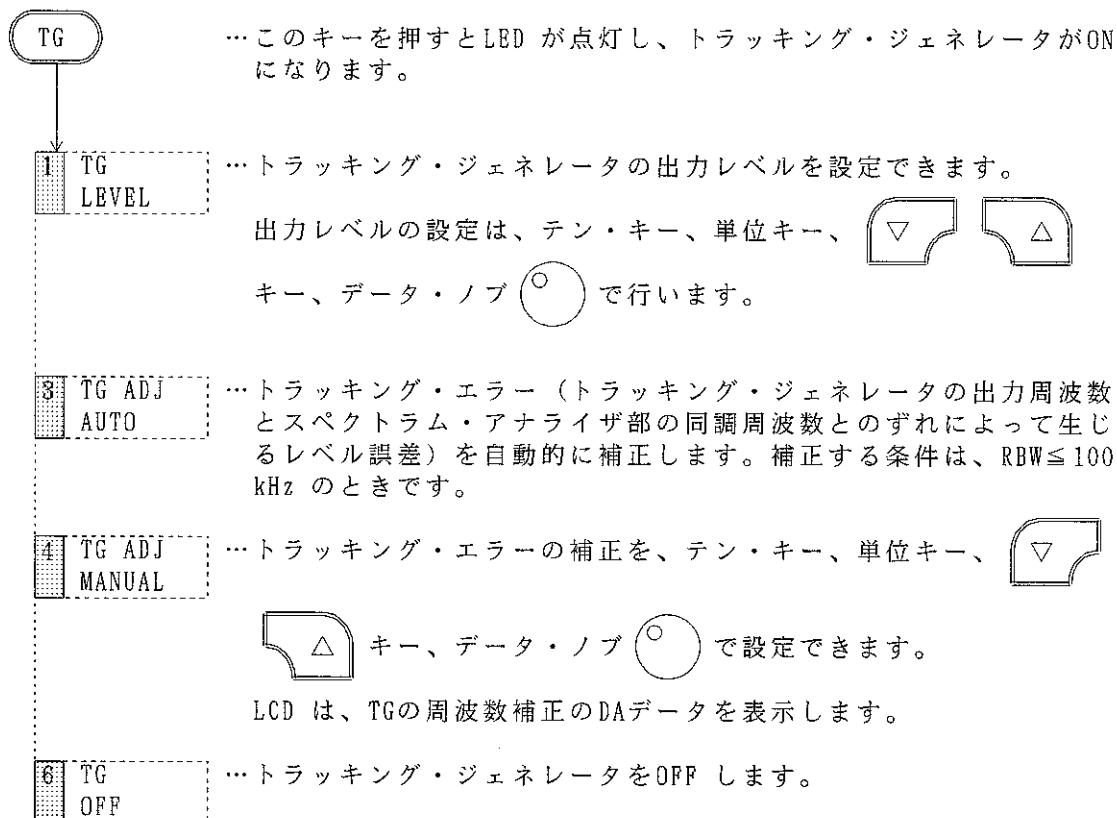 TG
…このキーを押すとLED が点灯し、トラッキング・ジェネレータがON
になります。
1 TG
LEVEL
…トラッキング・ジェネレータの出力レベルを設定できます。
出力レベルの設定は、テン・キー、単位キー、 ▽ △
キー、データ・ノブ で行います。
3 TG ADJ
AUTO
…トラッキング・エラー (トラッキング・ジェネレータの出力周波数
とスペクトラム・アナライザ部の同調周波数とのずれによって生じ
るレベル誤差) を自動的に補正します。補正する条件は、RBW≦100
kHz のときです。
4 TG ADJ
MANUAL
…トラッキング・エラーの補正を、テン・キー、単位キー、 ▽
△ キー、データ・ノブ で設定できます。
LCD は、TGの周波数補正のDAデータを表示します。
6 TG
OFF
…トラッキング・ジェネレータをOFF します。